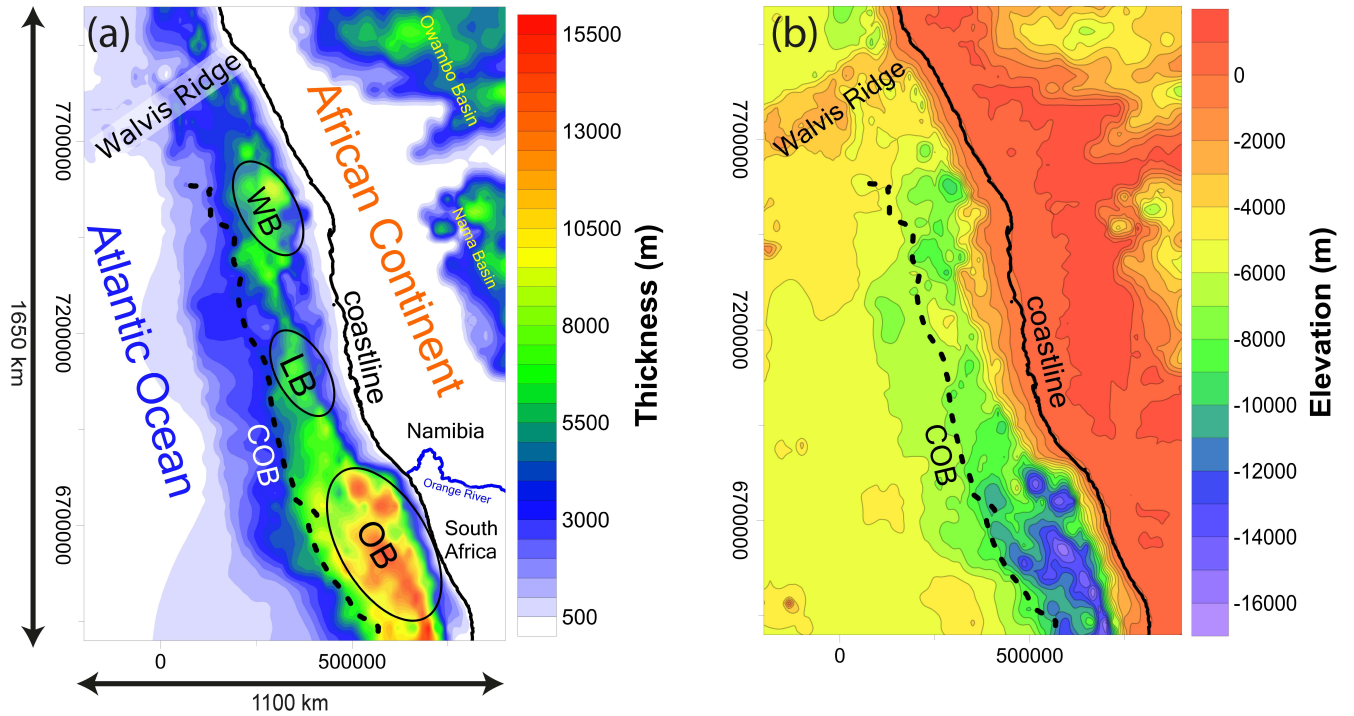 (a)
Walvis Ridge
Owambo Basin
African Continent
WB
Nama Basin
Atlantic Ocean
coastline
LB
COB
Namibia
Orange River
OB
South
Africa
1650 km
7700000
7200000
6700000
0
500000
1100 km
15500
13000
10500
8000
5500
3000
500
Thickness (m)
(b)
Walvis Ridge
coastline
COB
7700000
7200000
6700000
0
500000
0
-2000
-4000
-6000
-8000
-10000
-12000
-14000
-16000
Elevation (m)